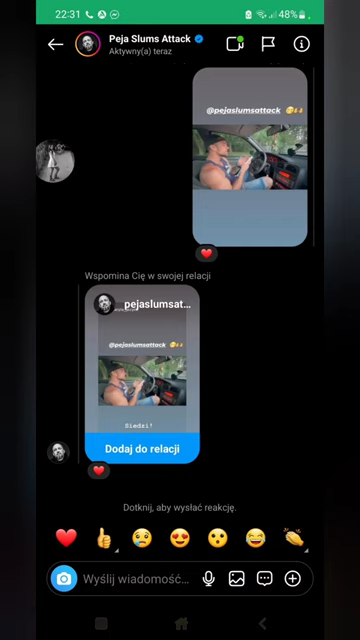 22:31
48%
Peja Slums Attack
Aktywny(a) teraz
@pejaslumsattack
Wspomina Cię w swojej relacji
pejaslumsat...
@pejaslumsattack
Siedzi!
Dodaj do relacji
Dotknij, aby wysłać reakcję.
Wyślij wiadomość...